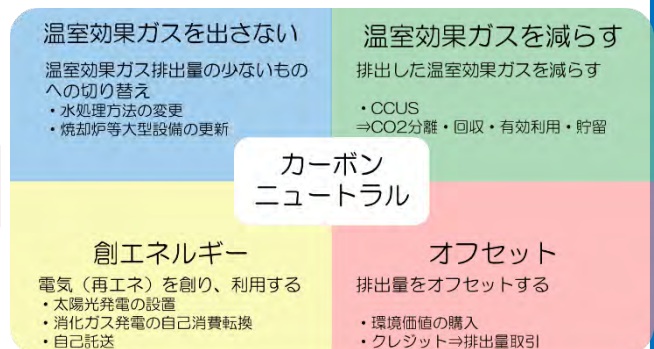 温室効果ガスを出さない
温室効果ガス排出量の少ないもの
への切り替え
・水処理方法の変更
・焼却炉等大型設備の更新
温室効果ガスを減らす
排出した温室効果ガスを減らす
・CCUS
⇒CO2分離・回収・有効利用・貯留
カーボン
ニュートラル
創エネルギー
電気（再エネ）を創り、利用する
・太陽光発電の設置
・消化ガス発電の自己消費転換
・自己託送
オフセット
排出量をオフセットする
・環境価値の購入
・クレジット⇒排出量取引